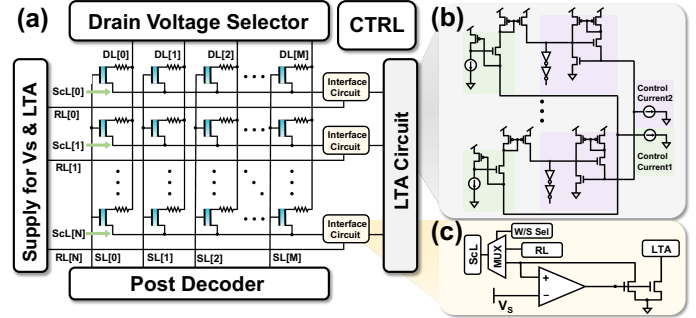 (a)
Drain Voltage Selector
CTRL
DL[0]
DL[1]
DL[2]
DL[M]
Supply for Vs & LTA
ScL[0]
RL[0]
ScL[1]
RL[1]
ScL[N]
RL[N]
SL[0]
SL[1]
SL[2]
SL[M]
Interface
Circuit
Interface
Circuit
Interface
Circuit
LTA Circuit
Post Decoder
(b)
Control
Current2
Control
Current1
(c)
W/S Sel
ScL
MUX
RL
LTA
+
−
VS